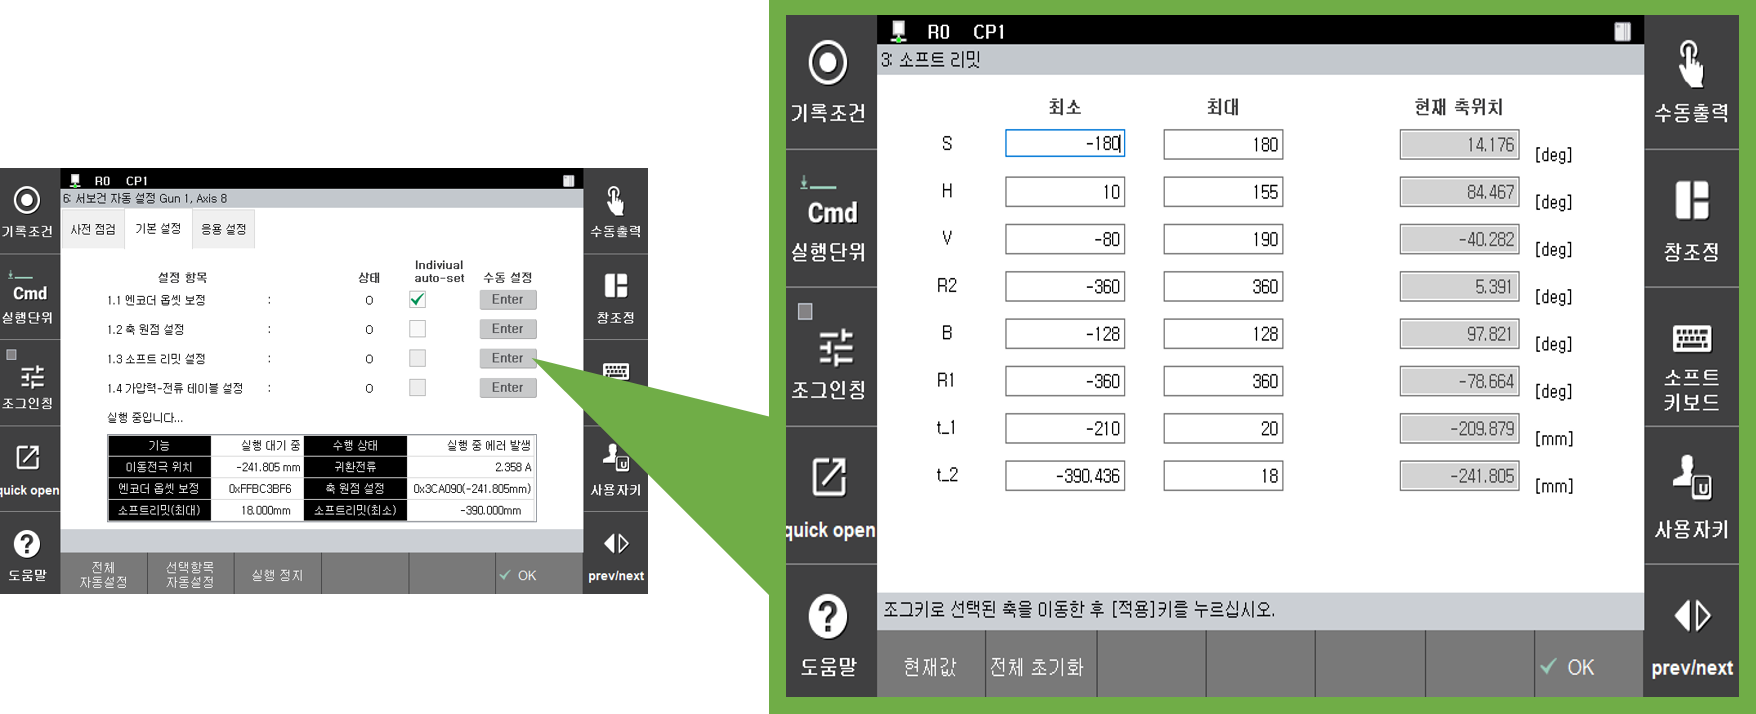 R0 CP1
6: 서보건 자동 설정 Gun 1, Axis 8
사전 점검 기본 설정 응용 설정
설정 항목 상태 Indiviual auto-set 수동 설정
1.1 엔코더 옵셋 보정 : O Enter
1.2 축 원점 설정 : O Enter
1.3 소프트 리밋 설정 : O Enter
1.4 가압력-전류 테이블 설정 : O Enter
실행 중입니다...
기능 실행 대기 중 수행 상태 실행 중 에러 발생
이동전극 위치 -241.805 mm 귀환전류 2.358 A
엔코더 옵셋 보정 0xFFBC3BF6 축 원점 설정 0x3CA090(-241.805mm)
소프트리밋(최대) 18.000mm 소프트리밋(최소) -390.000mm
전체 자동설정
선택항목 자동설정
실행 정지
OK
기록조건
Cmd
실행단위
조그인칭
quick open
도움말
수동출력
창조정
사용자키
prev/next
R0 CP1
3: 소프트 리밋
최소 최대 현재 축위치
S -180 180 14.176 [deg]
H 10 155 84.467 [deg]
V -80 190 -40.282 [deg]
R2 -360 360 5.391 [deg]
B -128 128 97.821 [deg]
R1 -360 360 -78.664 [deg]
t_1 -210 20 -209.879 [mm]
t_2 -390.436 18 -241.805 [mm]
조그키로 선택된 축을 이동한 후 [적용]키를 누르십시오.
현재값 전체 초기화 OK
기록조건
Cmd
실행단위
조그인칭
quick open
도움말
수동출력
창조정
소프트
키보드
사용자키
prev/next